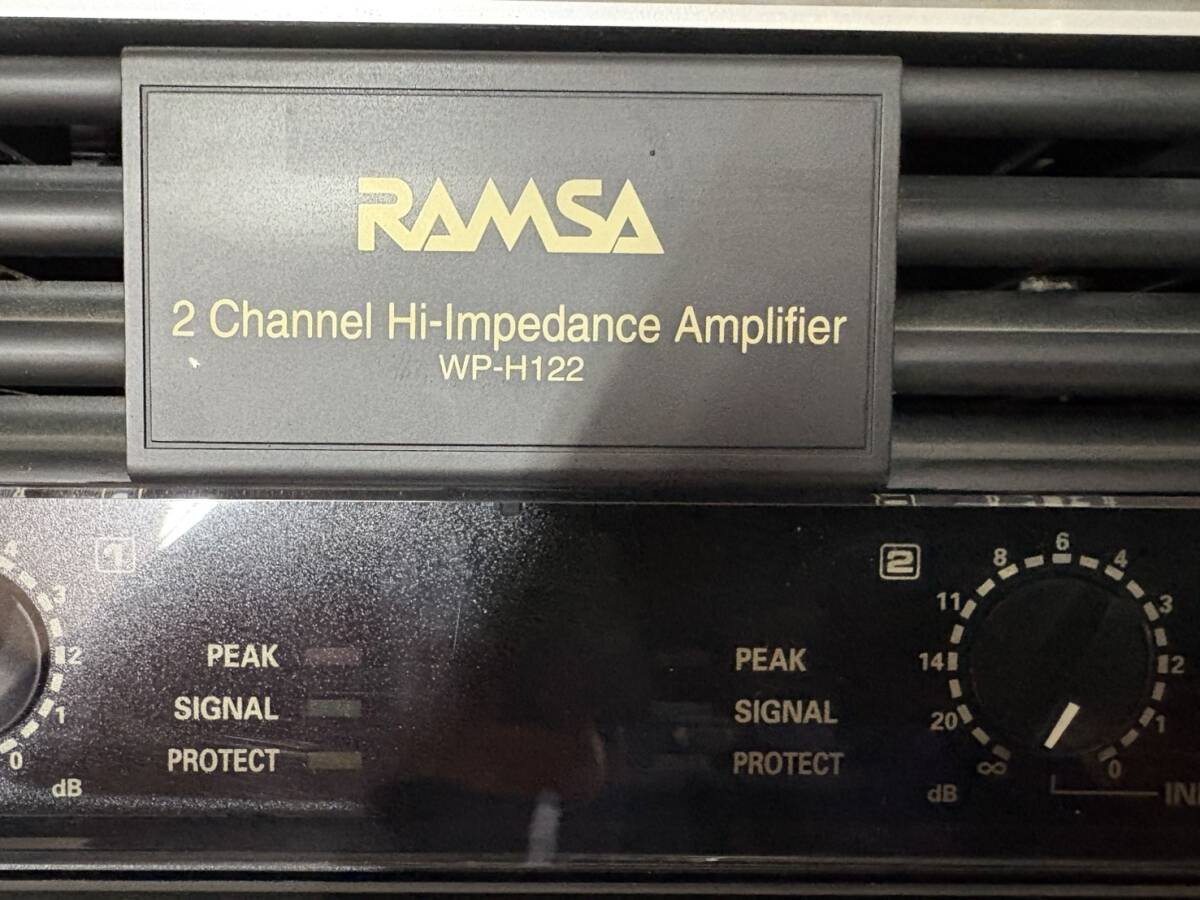 RAMSA
2 Channel Hi-Impedance Amplifier
WP-H122
1
4
3
2
1
0
dB
PEAK
SIGNAL
PROTECT
PEAK
SIGNAL
PROTECT
2
∞
20
14
11
8
6
4
3
2
1
0
dB